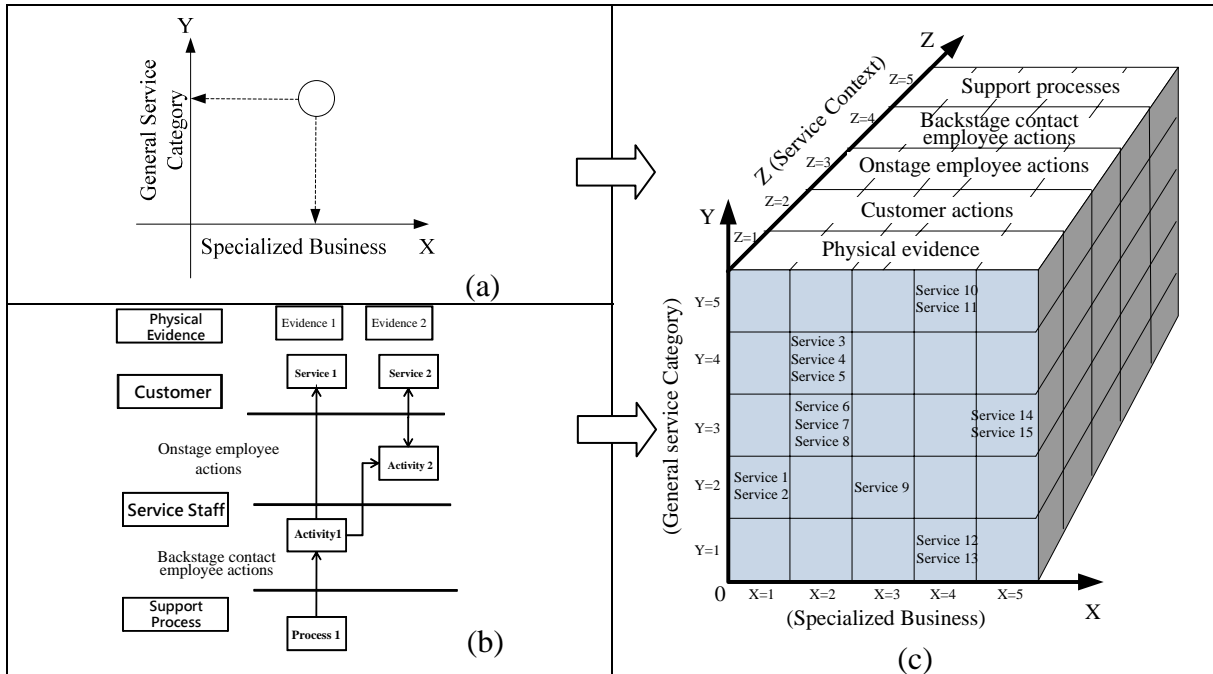 Y
General Service
Category
Specialized Business
X
(a)
Physical
Evidence
Evidence 1
Evidence 2
Customer
Service 1
Service 2
Onstage employee
actions
Activity 2
Service Staff
Activity1
Backstage contact
employee actions
Support
Process
Process 1
(b)
Z
Z (Service Context)
Z=5
Z=4
Z=3
Z=2
Z=1
Support processes
Backstage contact
employee actions
Onstage employee actions
Customer actions
Physical evidence
Y
(General service Category)
Y=5
Service 10
Service 11
Y=4
Service 3
Service 4
Service 5
Y=3
Service 6
Service 7
Service 8
Service 14
Service 15
Y=2
Service 1
Service 2
Service 9
Y=1
Service 12
Service 13
0
X=1
X=2
X=3
X=4
X=5
X
(Specialized Business)
(c)